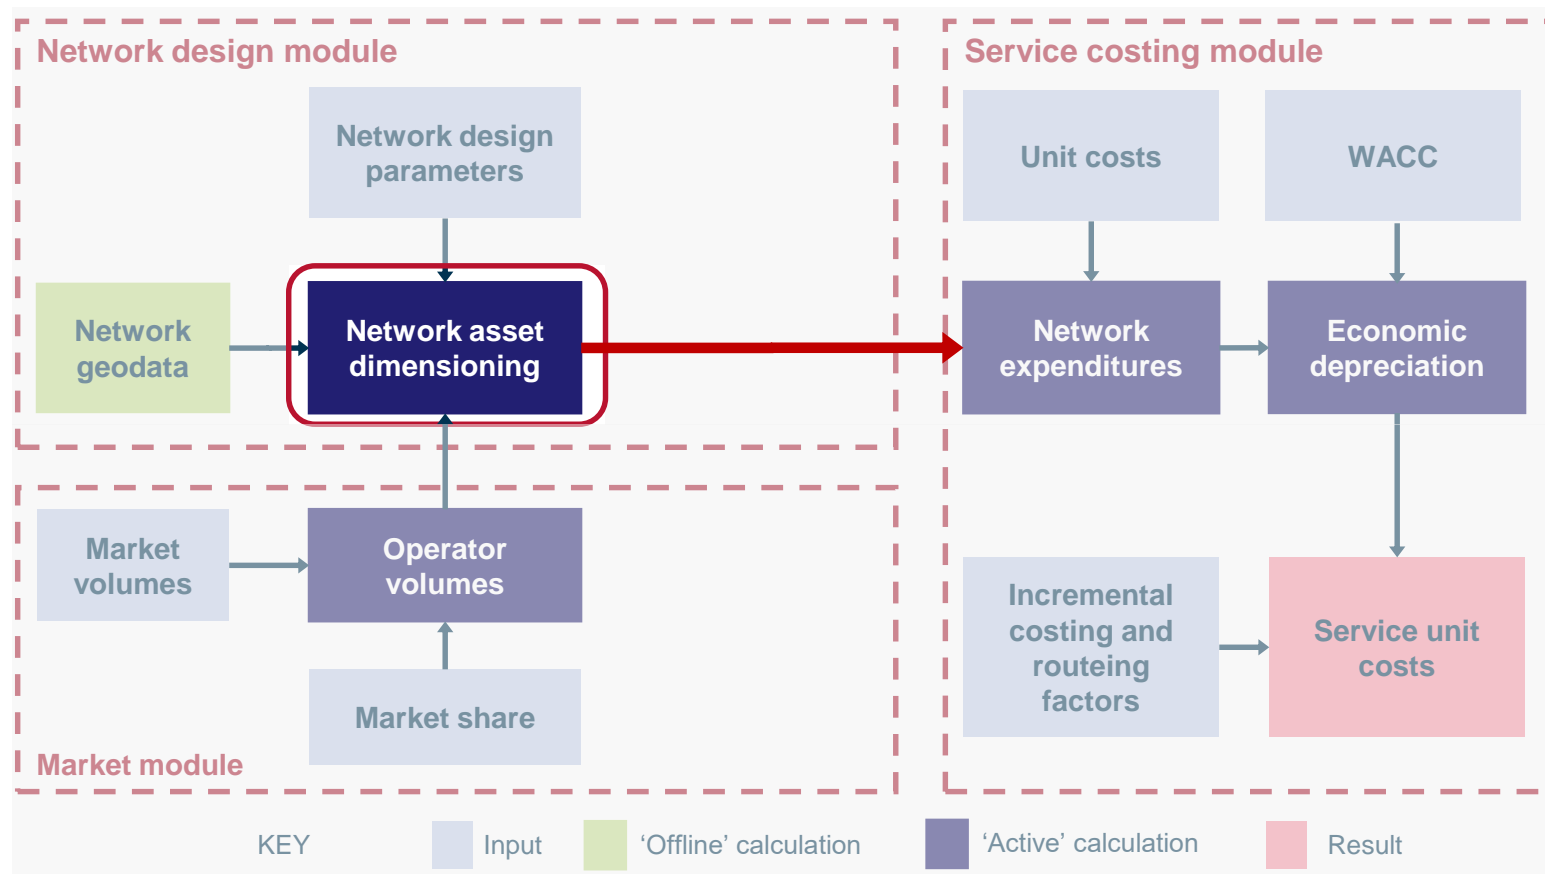 Network design module
Network design
parameters
Network
geodata
Network asset
dimensioning
Market
volumes
Operator
volumes
Market share
Market module
Service costing module
Unit costs
WACC
Network
expenditures
Economic
depreciation
Incremental
costing and
routeing
factors
Service unit
costs
KEY
Input
‘Offline’ calculation
‘Active’ calculation
Result